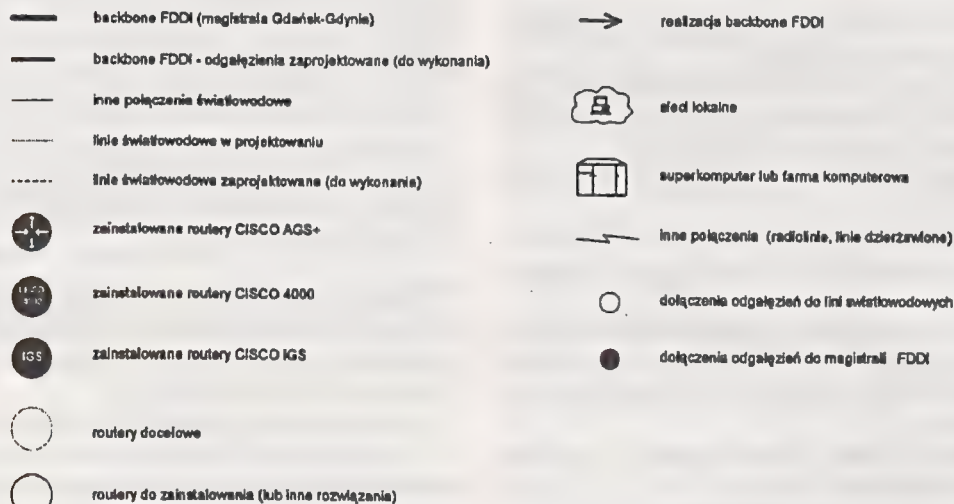 backbone FDDI (magistrala Gdańsk-Gdynia)
backbone FDDI - odgałęzienia zaprojektowane (do wykonania)
inne połączenia światłowodowe
linie światłowodowe w projektowaniu
linie światłowodowe zaprojektowane (do wykonania)
zainstalowane routery CISCO AGS+
zainstalowane routery CISCO 4000
IGS
zainstalowane routery CISCO IGS
routery docelowe
routery do zainstalowania (lub inne rozwiązania)
realizacja backbone FDDI
sieci lokalne
superkomputer lub farma komputerowa
inne połączenia (radiolinie, linie dzierżawione)
dołączenia odgałęzień do lini swiatłowodowych
dołączenia odgałęzień do magistrali FDDI